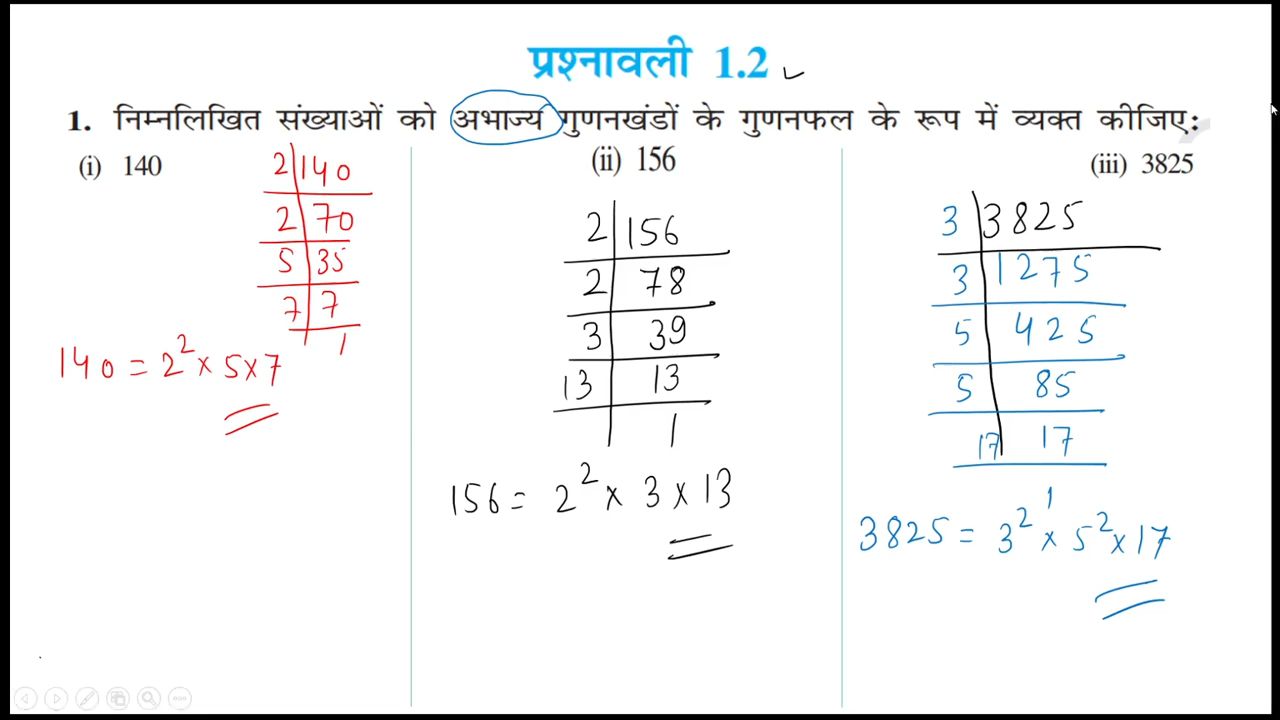 प्रश्नावली 1.2
1. निम्नलिखित संख्याओं को अभाज्य गुणनखंडों के गुणनफल के रूप में व्यक्त कीजिए:
(i) 140
2 140
2 70
5 35
7 7
1
140 = 2² × 5 × 7
(ii) 156
2 156
2 78
3 39
13 13
1
156 = 2² × 3 × 13
(iii) 3825
3 3825
3 1275
5 425
5 85
17 17
1
3825 = 3² × 5² × 17